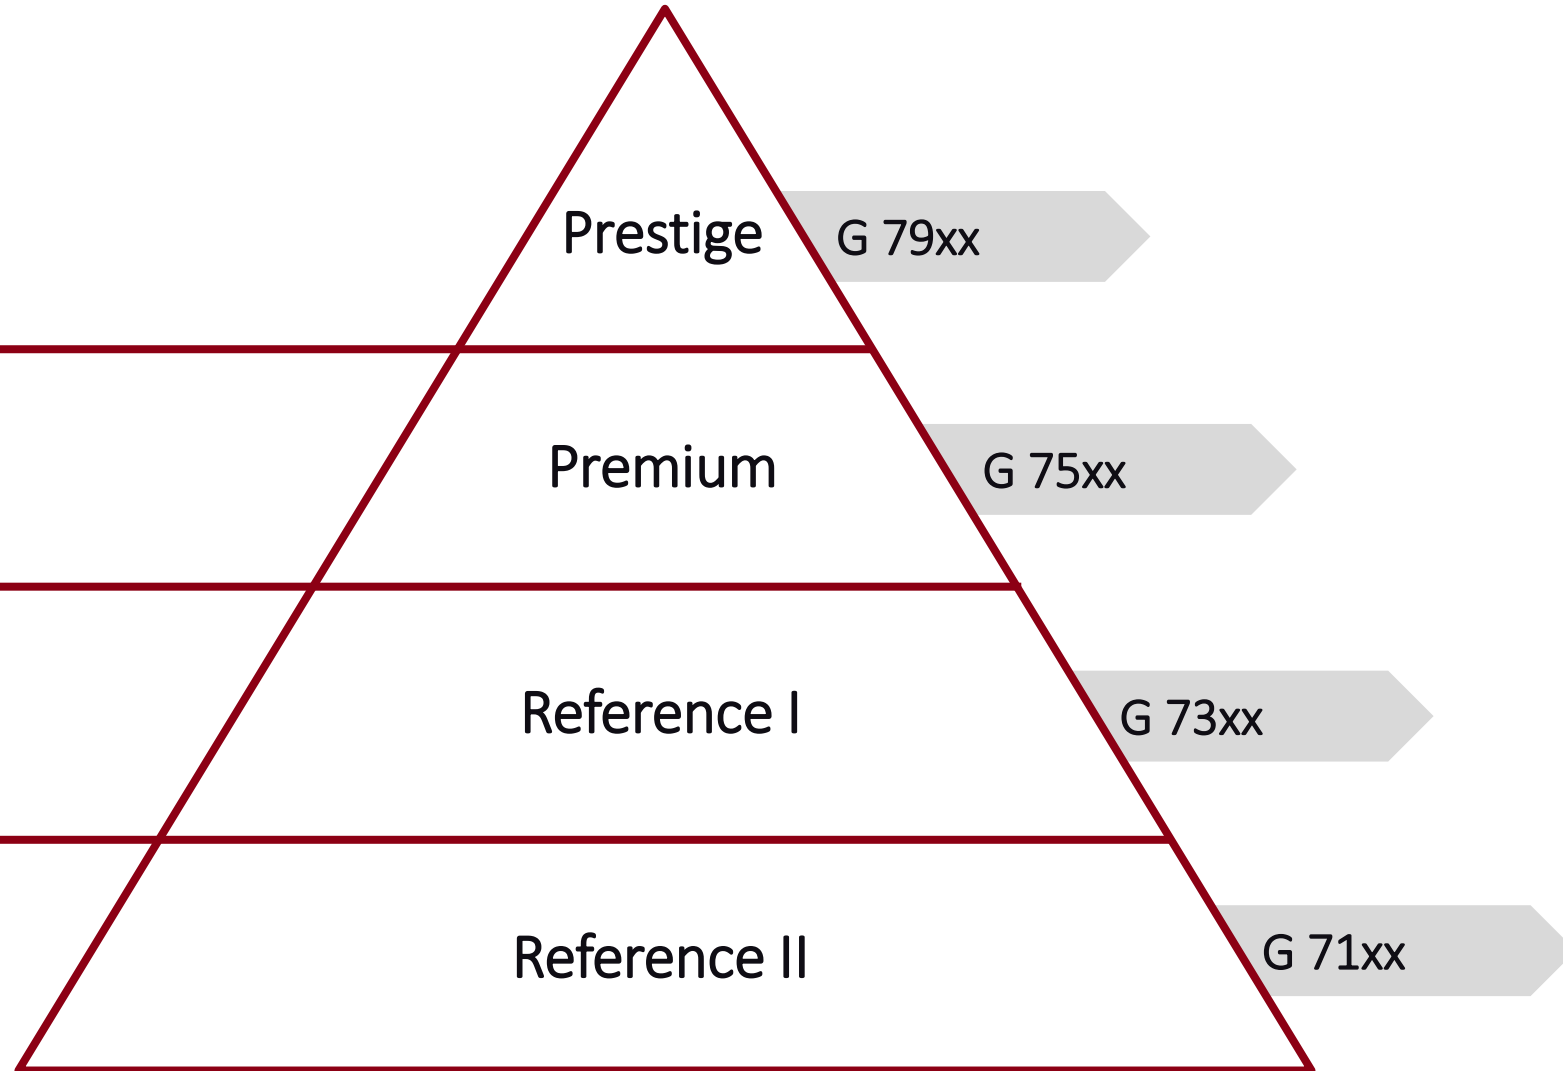 Prestige
G 79xx
Premium
G 75xx
Reference I
G 73xx
Reference II
G 71xx